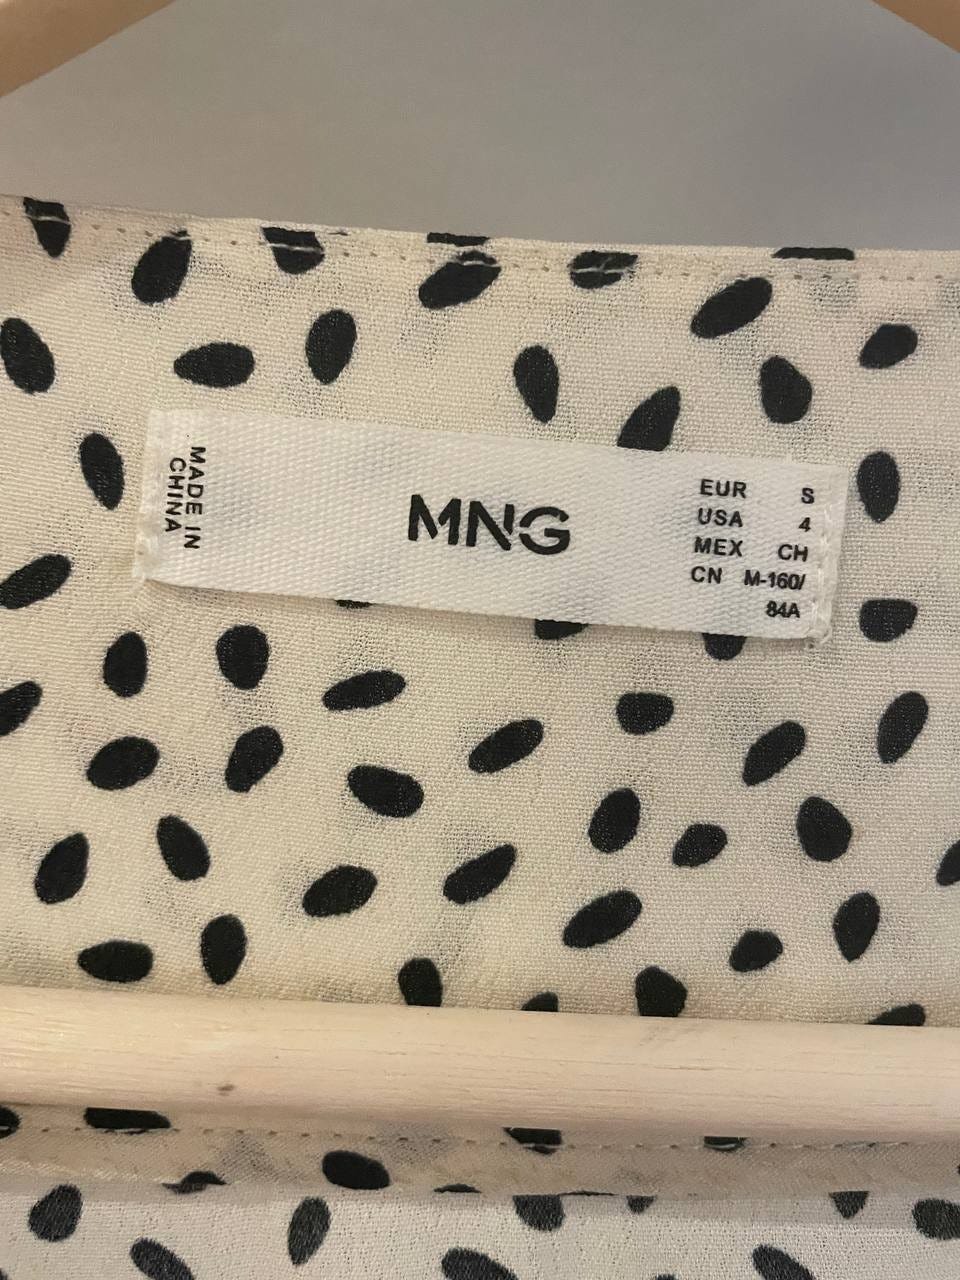 MADE IN
CHINA
MNG
EUR S
USA 4
MEX CH
CN M-160/
84A